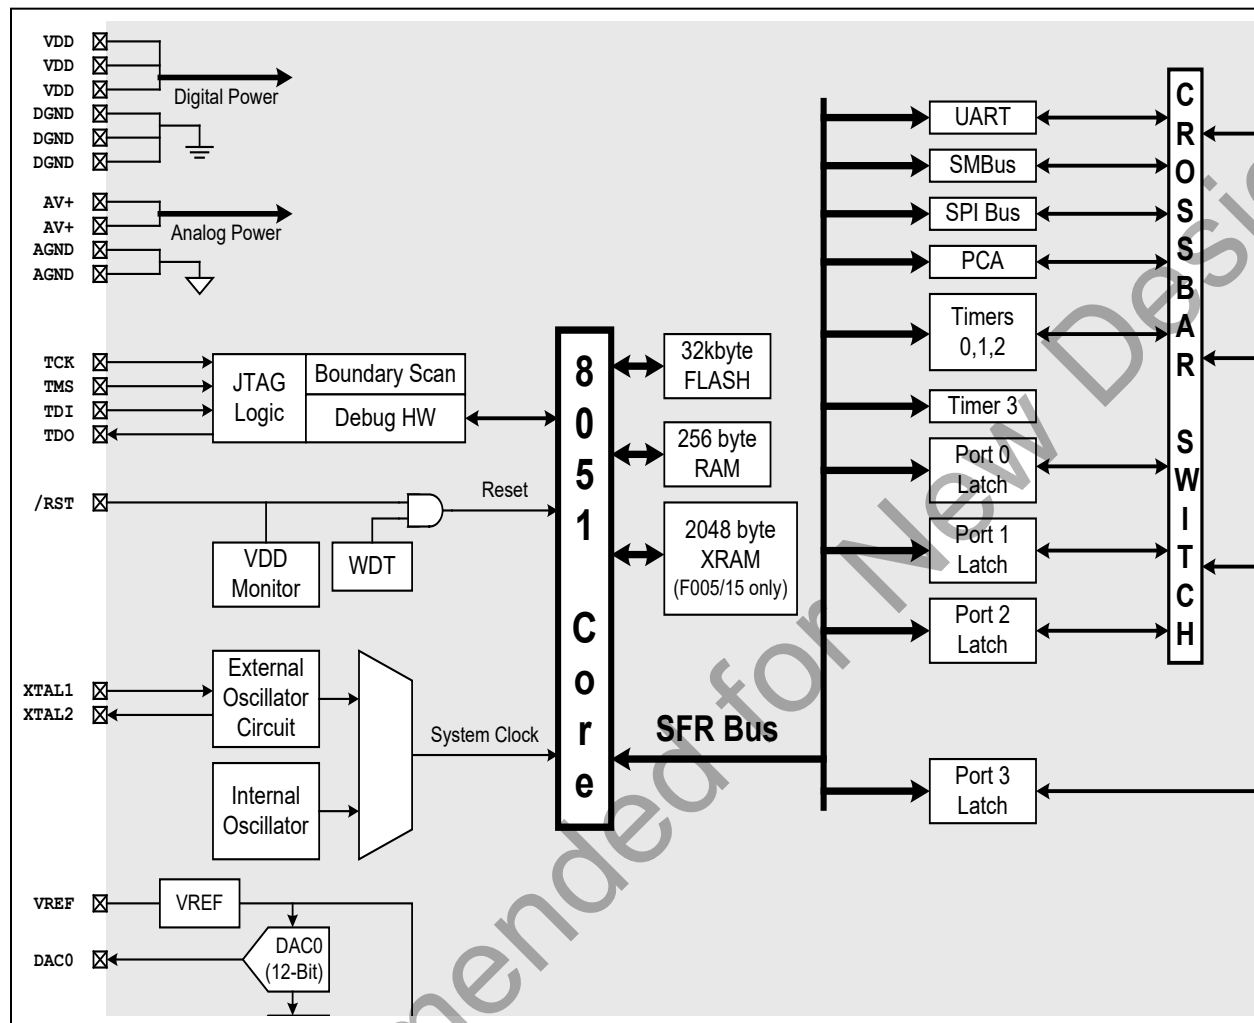 VDD
VDD
VDD
Digital Power
DGND
DGND
DGND
AV+
AV+
Analog Power
AGND
AGND
TCK
TMS
TDI
TDO
JTAG
Logic
Boundary Scan
Debug HW
/RST
Reset
VDD
Monitor
WDT
XTAL1
XTAL2
External
Oscillator
Circuit
Internal
Oscillator
System Clock
VREF
VREF
DAC0
DAC0
(12-Bit)
8051 Core
32kbyte
FLASH
256 byte
RAM
2048 byte
XRAM
(F005/15 only)
SFR Bus
UART
SMBus
SPI Bus
PCA
Timers
0,1,2
Timer 3
Port 0
Latch
Port 1
Latch
Port 2
Latch
Port 3
Latch
CROSSBAR SWITCH
for New